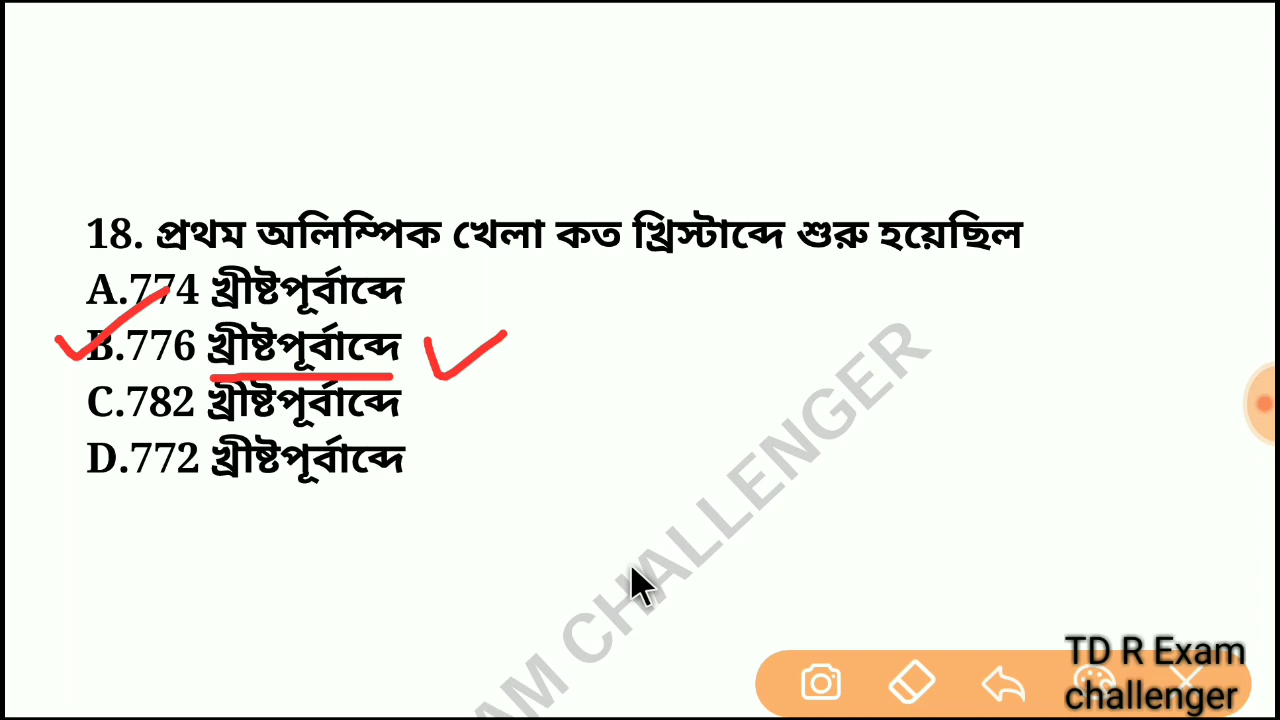 18. প্রথম অলিম্পিক খেলা কত খ্রিস্টাব্দে শুরু হয়েছিল
A.774 খ্রীষ্টপূর্বাব্দে
B.776 খ্রীষ্টপূর্বাব্দে
C.782 খ্রীষ্টপূর্বাব্দে
D.772 খ্রীষ্টপূর্বাব্দে
AM CHALLENGER
TD R Exam
challenger